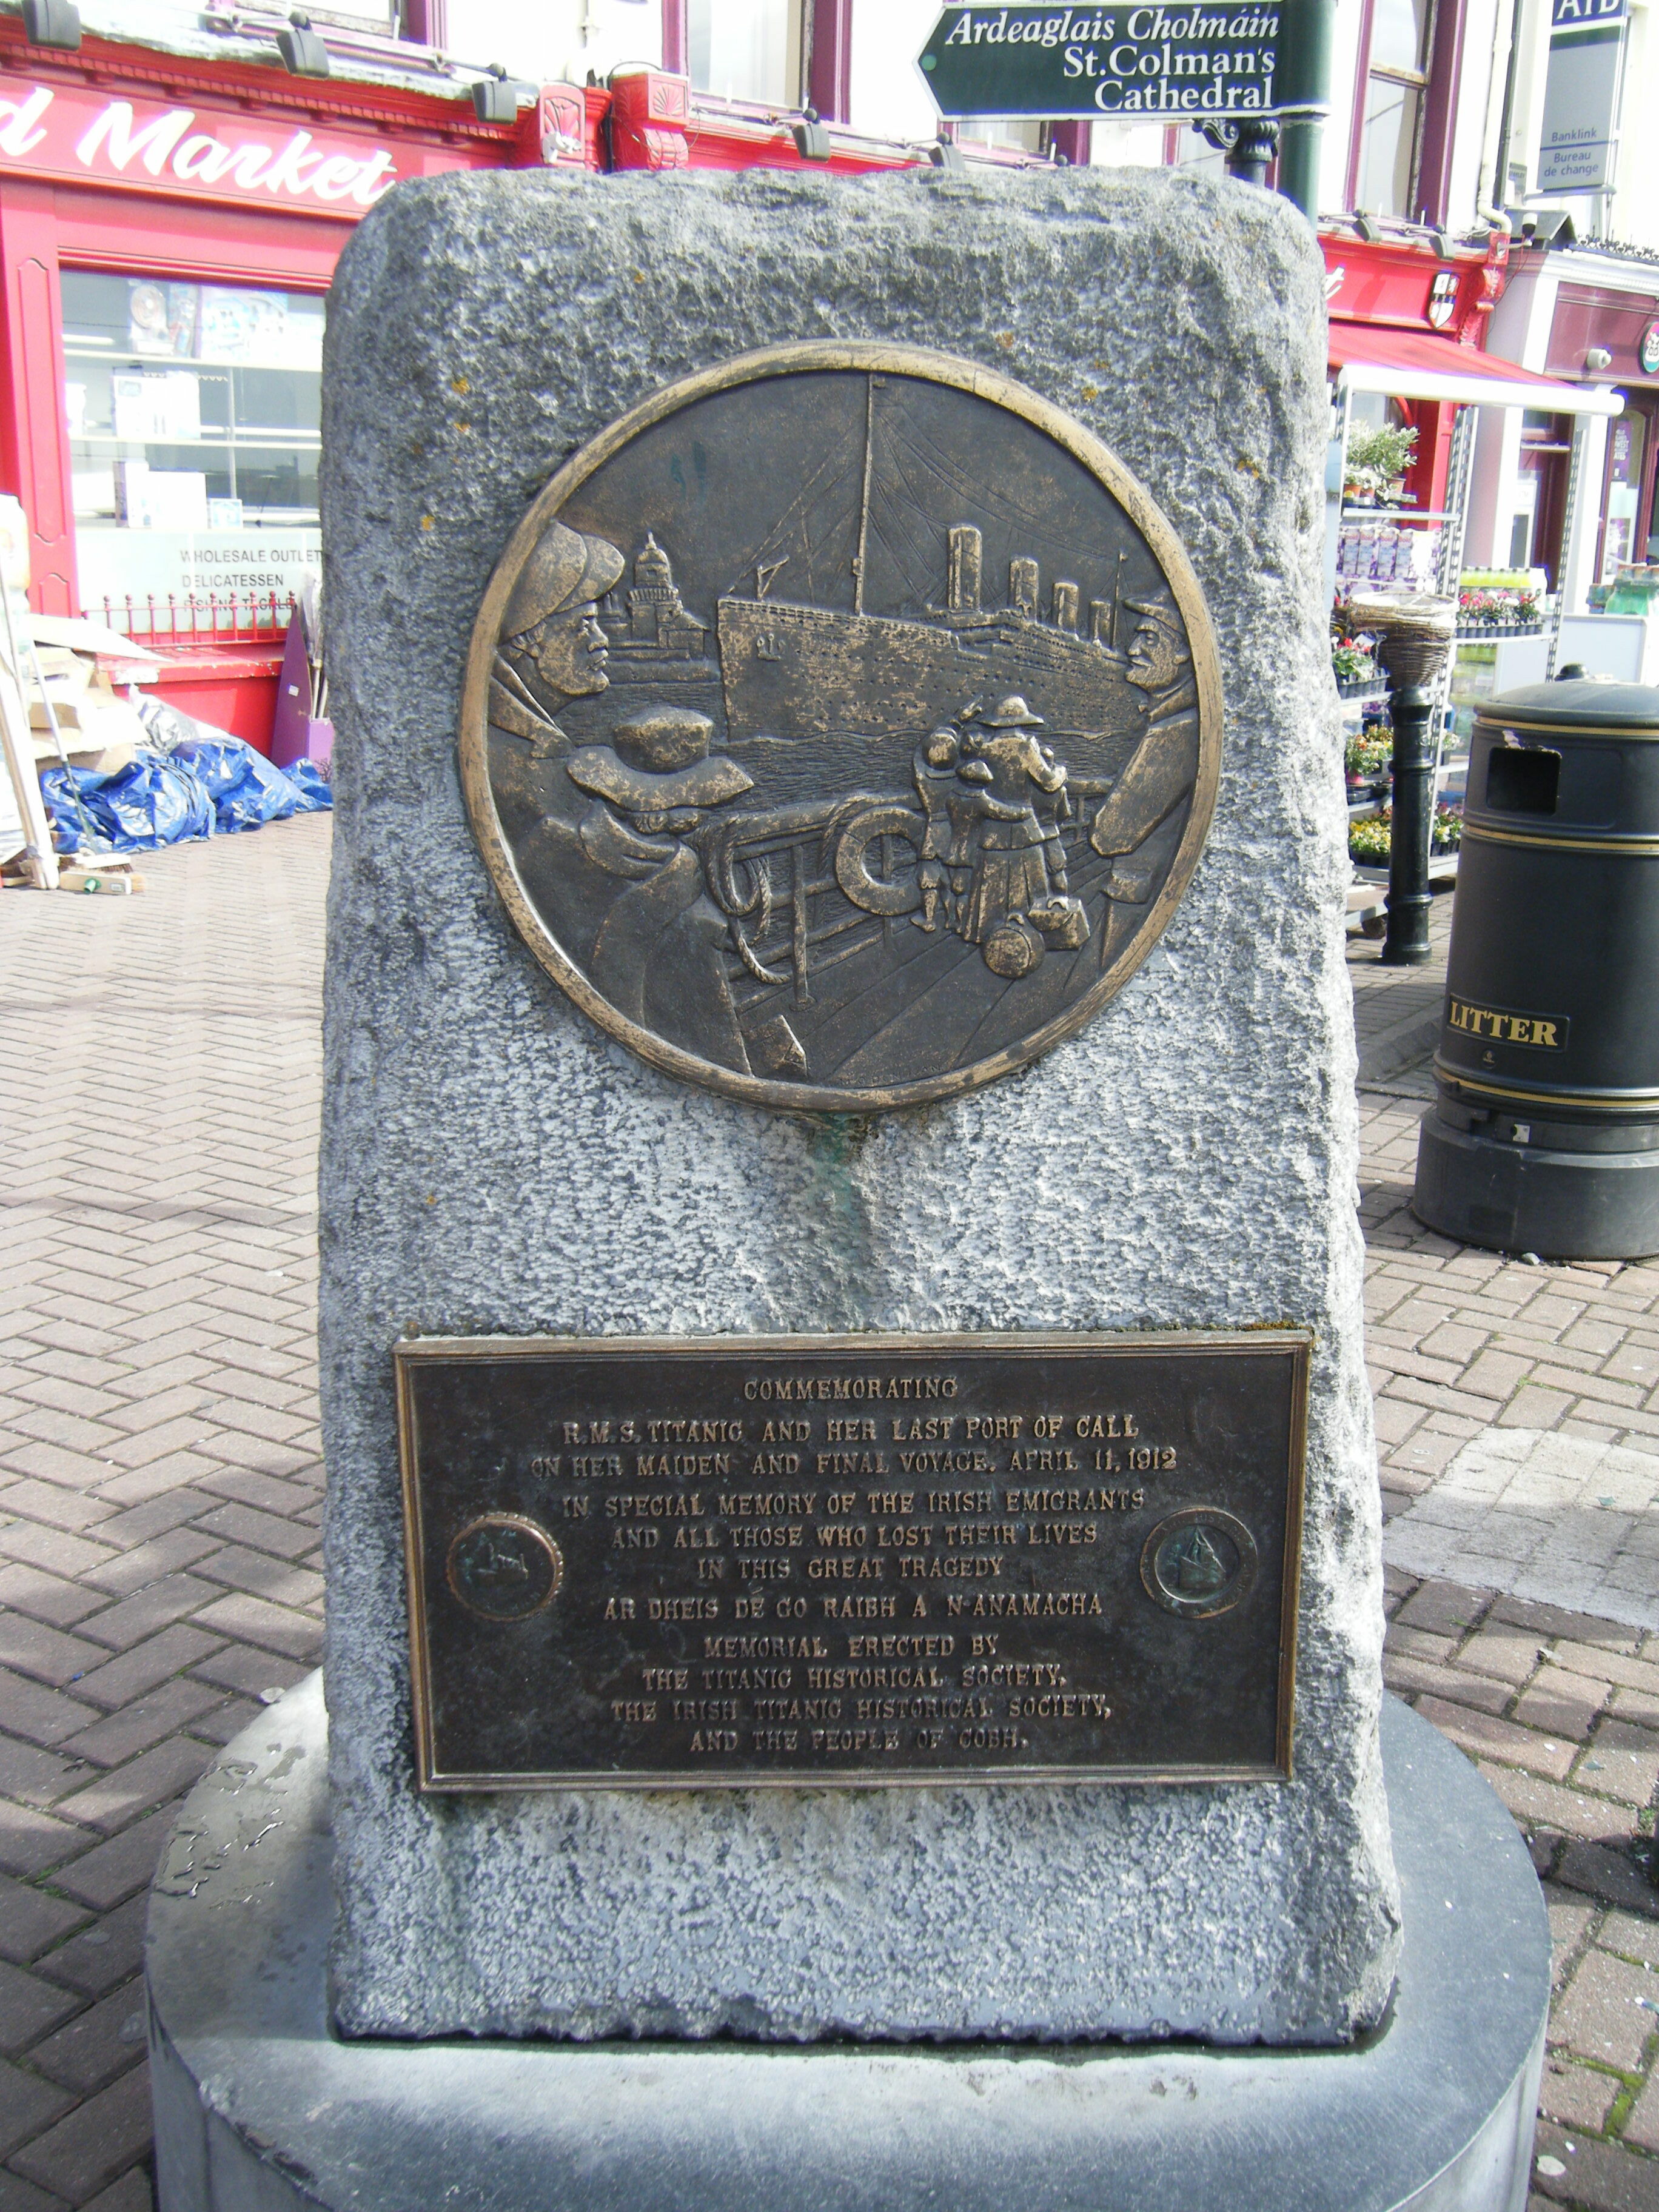 Ardeaglais Cholmáin
St. Colman's
Cathedral
AIB
Banklink
Bureau
de change
d Market
WHOLESALE OUTLET
DELICATESSEN
FISHING TACKLE
LITTER
COMMEMORATING
R.M.S. TITANIC AND HER LAST PORT OF CALL
ON HER MAIDEN AND FINAL VOYAGE. APRIL 11, 1912
IN SPECIAL MEMORY OF THE IRISH EMIGRANTS
AND ALL THOSE WHO LOST THEIR LIVES
IN THIS GREAT TRAGEDY
AR DHEIS DÉ GO RAIBH A N-ANAMACHA
MEMORIAL ERECTED BY
THE TITANIC HISTORICAL SOCIETY,
THE IRISH TITANIC HISTORICAL SOCIETY,
AND THE PEOPLE OF COBH.